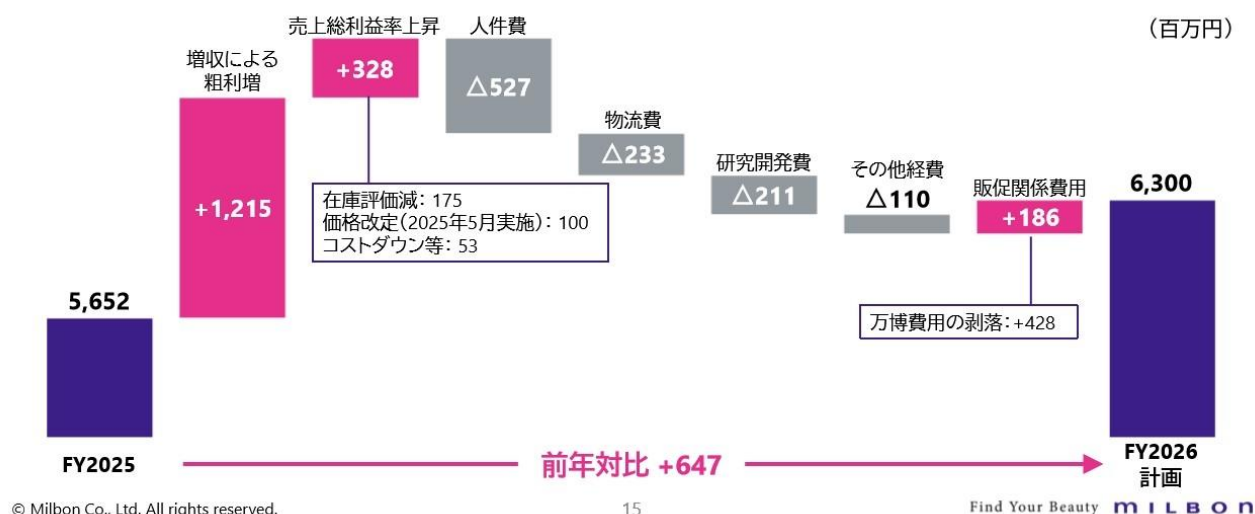 （百万円）
増収による
粗利増
+1,215
売上総利益率上昇
+328
在庫評価減：175
価格改定(2025年5月実施)：100
コストダウン等：53
人件費
△527
物流費
△233
研究開発費
△211
その他経費
△110
販促関係費用
+186
万博費用の剥落：+428
5,652
FY2025
6,300
FY2026
計画
前年対比 +647
© Milbon Co., Ltd. All rights reserved.
15
Find Your Beauty MILBON